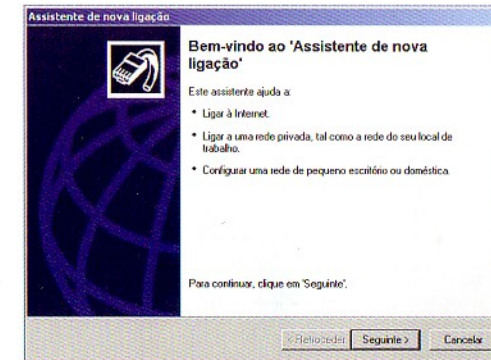 Assistente de nova ligação
Bem-vindo ao 'Assistente de nova
ligação'
Este assistente ajuda a:
* Ligar à Internet.
* Ligar a uma rede privada, tal como a rede do seu local de
trabalho.
* Configurar uma rede de pequeno escritório ou doméstica.
Para continuar, clique em 'Seguinte'.
< Retroceder Seguinte > Cancelar